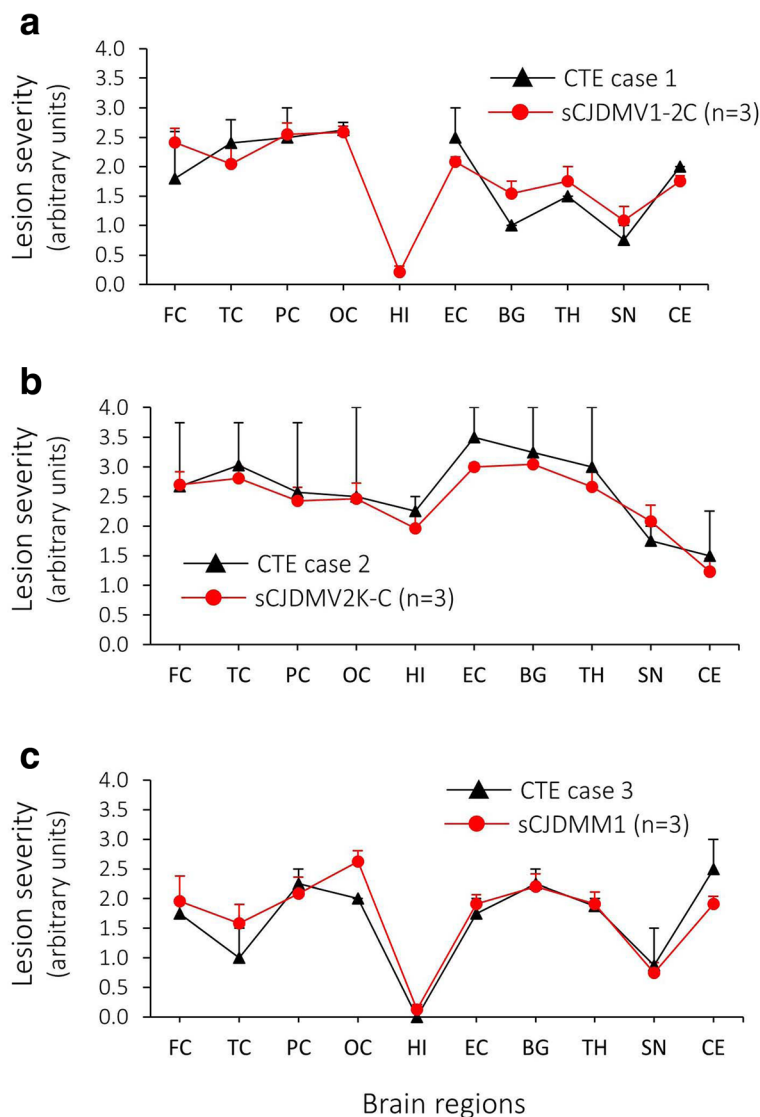 a
Lesion severity
(arbitrary units)
4.0
3.5
3.0
2.5
2.0
1.5
1.0
0.5
0.0
CTE case 1
sCJDMV1-2C (n=3)
FC TC PC OC HI EC BG TH SN CE
b
Lesion severity
(arbitrary units)
4.0
3.5
3.0
2.5
2.0
1.5
1.0
0.5
0.0
CTE case 2
sCJDMV2K-C (n=3)
FC TC PC OC HI EC BG TH SN CE
c
Lesion severity
(arbitrary units)
4.0
3.5
3.0
2.5
2.0
1.5
1.0
0.5
0.0
CTE case 3
sCJDMM1 (n=3)
FC TC PC OC HI EC BG TH SN CE
Brain regions